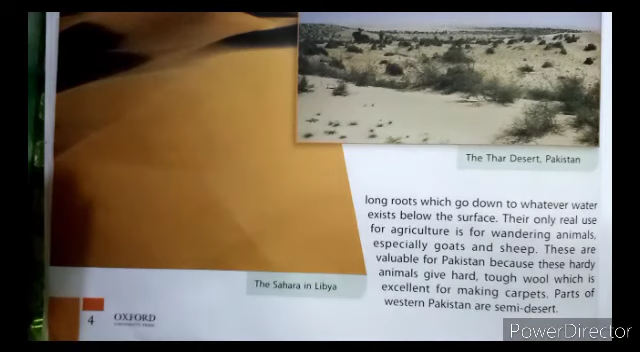 The Thar Desert, Pakistan
long roots which go down to whatever water
exists below the surface. Their only real use
for agriculture is for wandering animals,
especially goats and sheep. These are
valuable for Pakistan because these hardy
animals give hard, tough wool which is
excellent for making carpets. Parts of
western Pakistan are semi-desert.
The Sahara in Libya
4
OXFORD
UNIVERSITY PRESS
PowerDirector